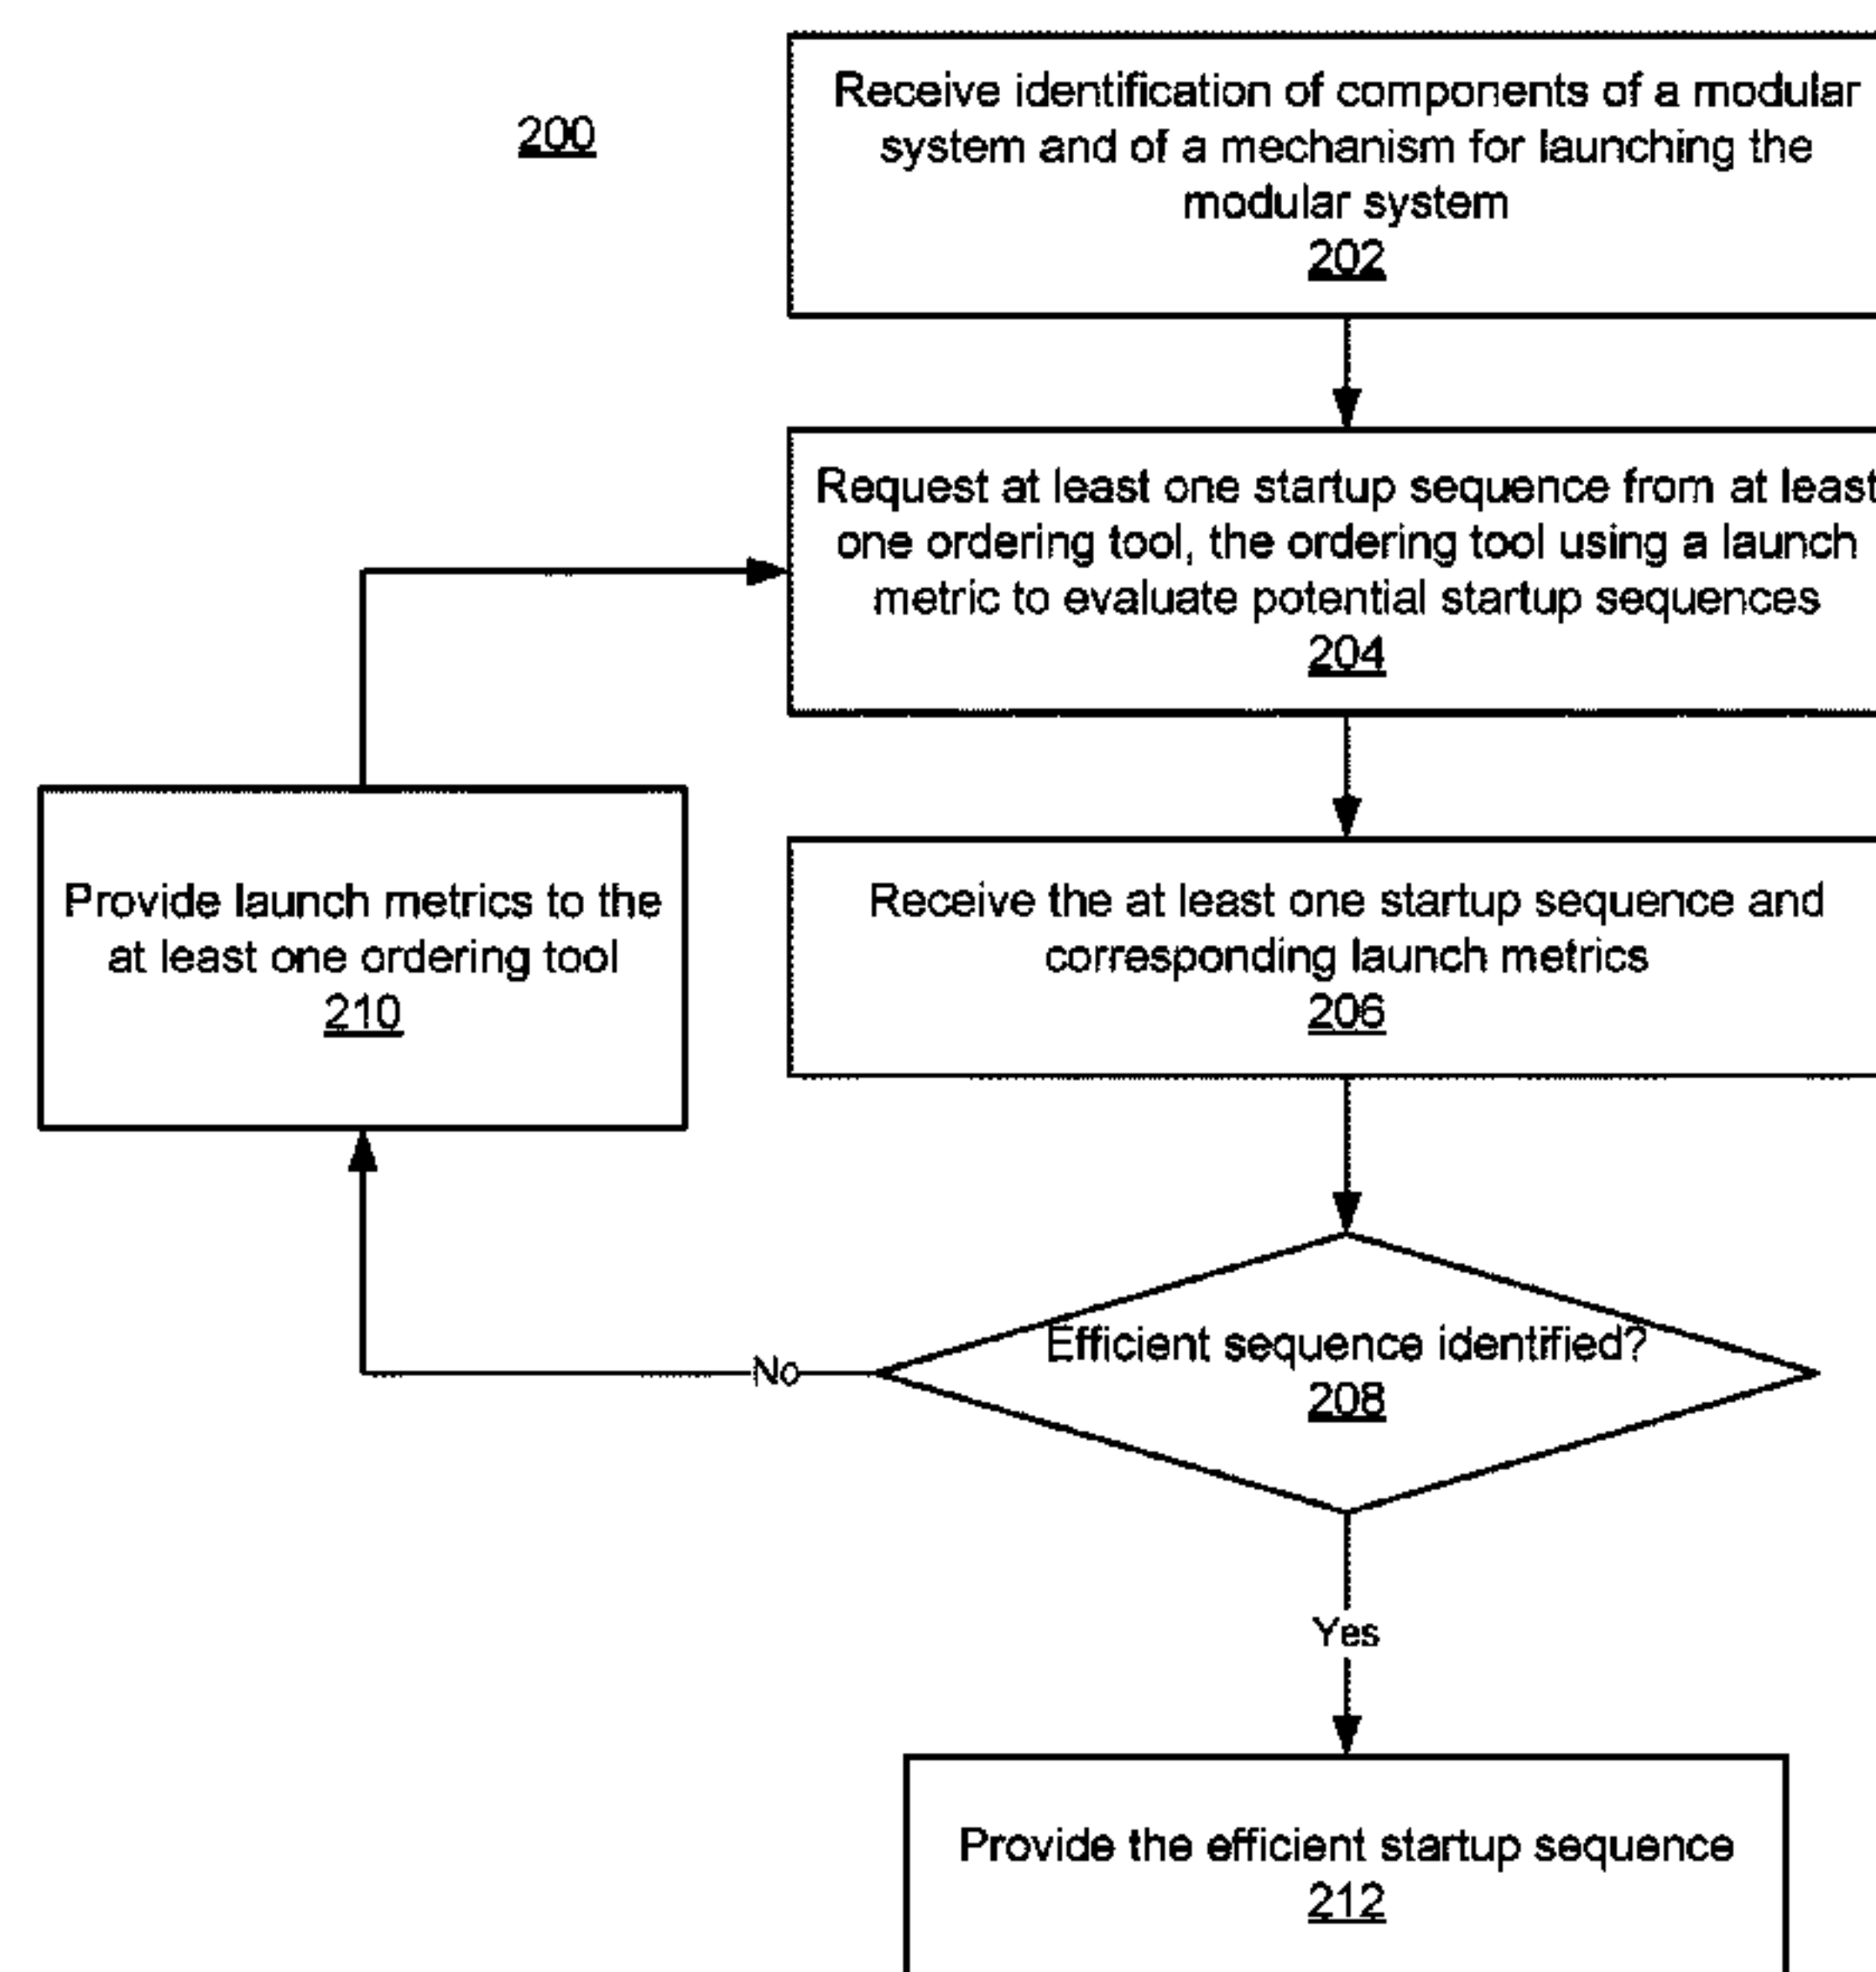 200
Receive identification of components of a modular
system and of a mechanism for launching the
modular system
202
Request at least one startup sequence from at least
one ordering tool, the ordering tool using a launch
metric to evaluate potential startup sequences
204
Provide launch metrics to the
at least one ordering tool
210
Receive the at least one startup sequence and
corresponding launch metrics
206
Efficient sequence identified?
208
No
Yes
Provide the efficient startup sequence
212